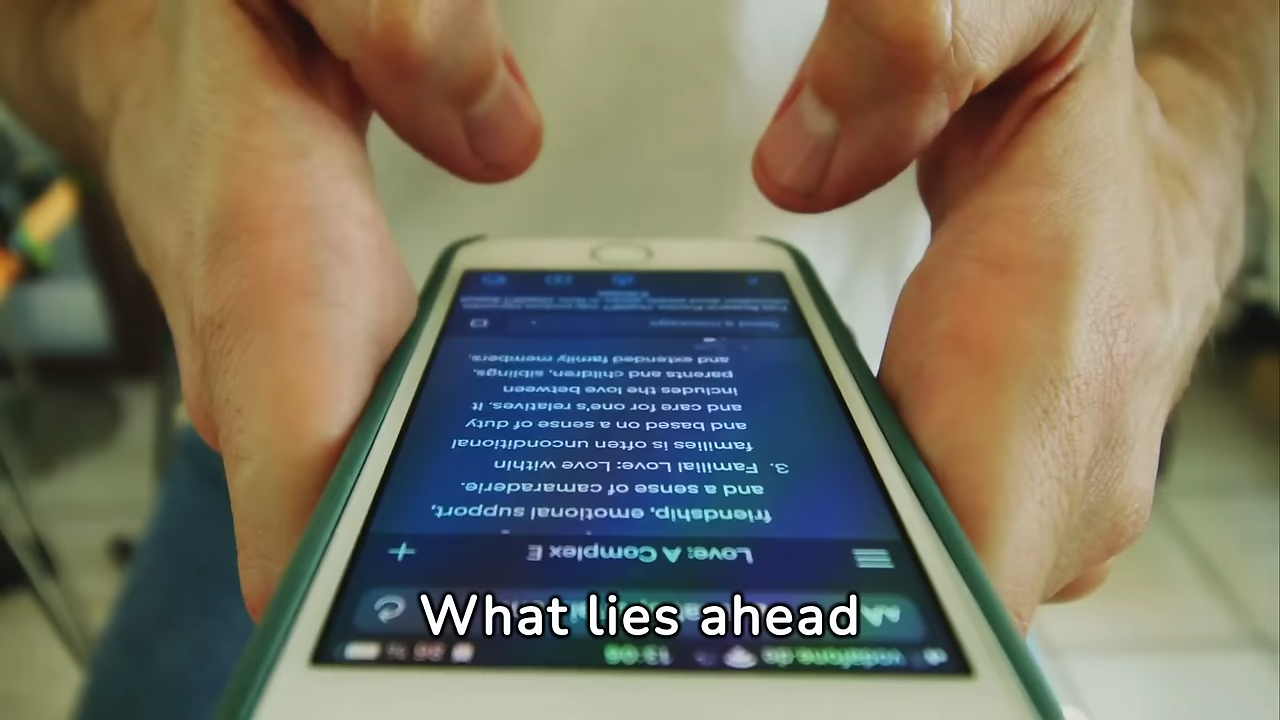 vodafone.de 13:08
AA
Love: A Complex E
friendship, emotional support,
and a sense of camaraderie.
3. Familial Love: Love within
families is often unconditional
and based on a sense of duty
and care for one's relatives. It
includes the love between
parents and children, siblings,
and extended family members.
Send a message
What lies ahead